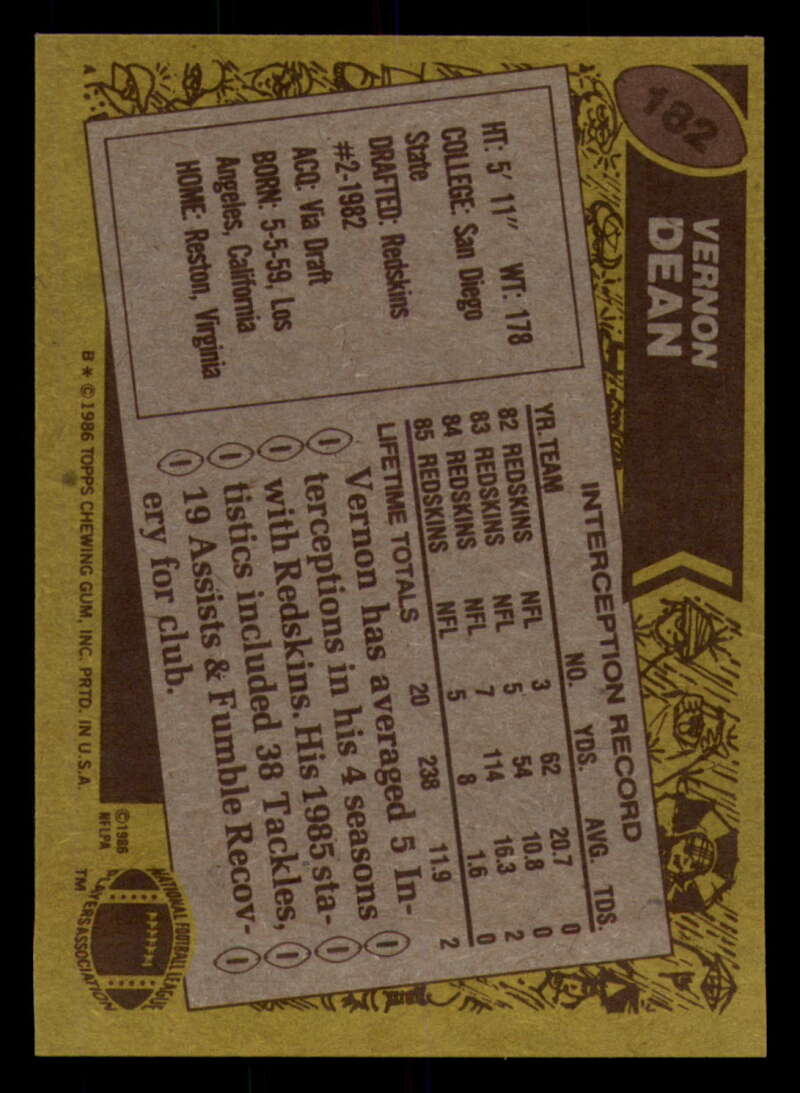 182
VERNON
DEAN
HT: 5' 11" WT: 178
COLLEGE: San Diego
State
DRAFTED: Redskins
#2-1982
ACQ: Via Draft
BORN: 5-5-59, Los
Angeles, California
HOME: Reston, Virginia
INTERCEPTION RECORD
YR. TEAM NO. YDS. AVG. TDS.
82 REDSKINS NFL 3 62 20.7 0
83 REDSKINS NFL 5 54 10.8 0
84 REDSKINS NFL 7 114 16.3 2
85 REDSKINS NFL 5 8 1.6 0
LIFETIME TOTALS 20 238 11.9 2
Vernon has averaged 5 In-
terceptions in his 4 seasons
with Redskins. His 1985 sta-
tistics included 38 Tackles,
19 Assists & Fumble Recov-
ery for club.
A
B * © 1986 TOPPS CHEWING GUM, INC. PRTD. IN U.S.A.
© 1986
NFLPA
NATIONAL FOOTBALL LEAGUE
PLAYERS ASSOCIATION
TM